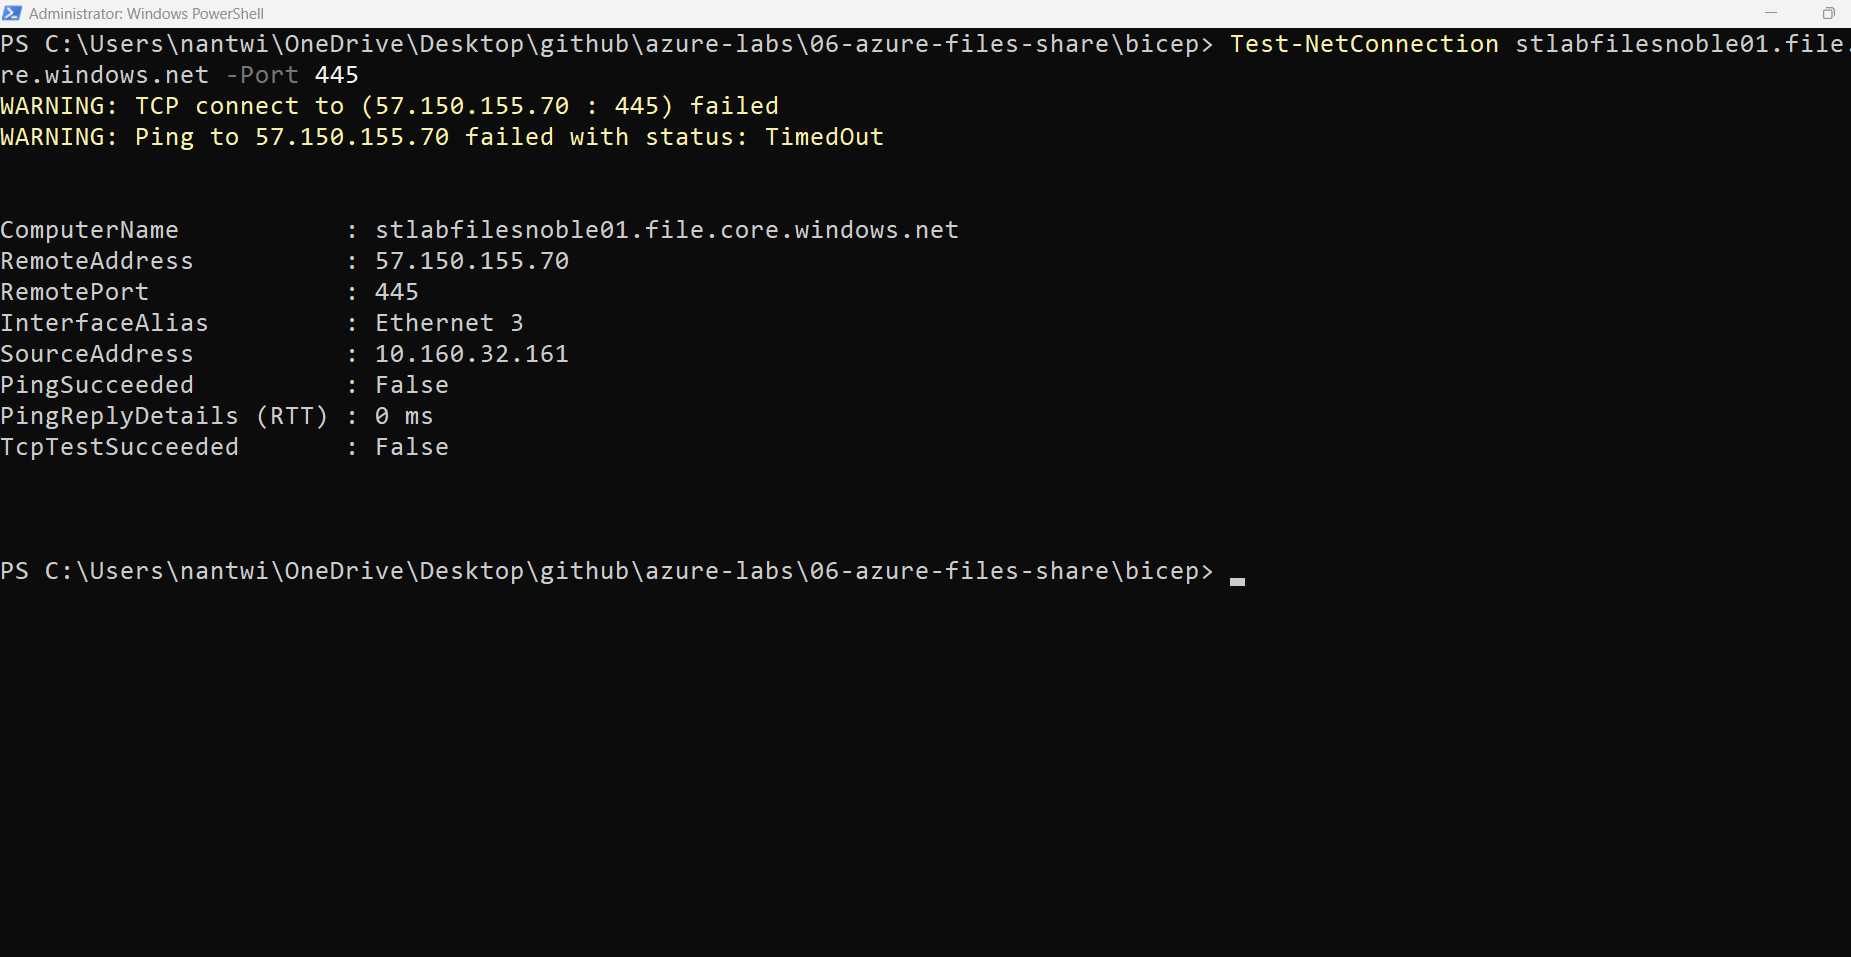 Administrator: Windows PowerShell
PS C:\Users\nantwi\OneDrive\Desktop\github\azure-labs\06-azure-files-share\bicep> Test-NetConnection stlabfilesnoble01.file.
re.windows.net -Port 445
WARNING: TCP connect to (57.150.155.70 : 445) failed
WARNING: Ping to 57.150.155.70 failed with status: TimedOut
ComputerName : stlabfilesnoble01.file.core.windows.net
RemoteAddress : 57.150.155.70
RemotePort : 445
InterfaceAlias : Ethernet 3
SourceAddress : 10.160.32.161
PingSucceeded : False
PingReplyDetails (RTT) : 0 ms
TcpTestSucceeded : False
PS C:\Users\nantwi\OneDrive\Desktop\github\azure-labs\06-azure-files-share\bicep>